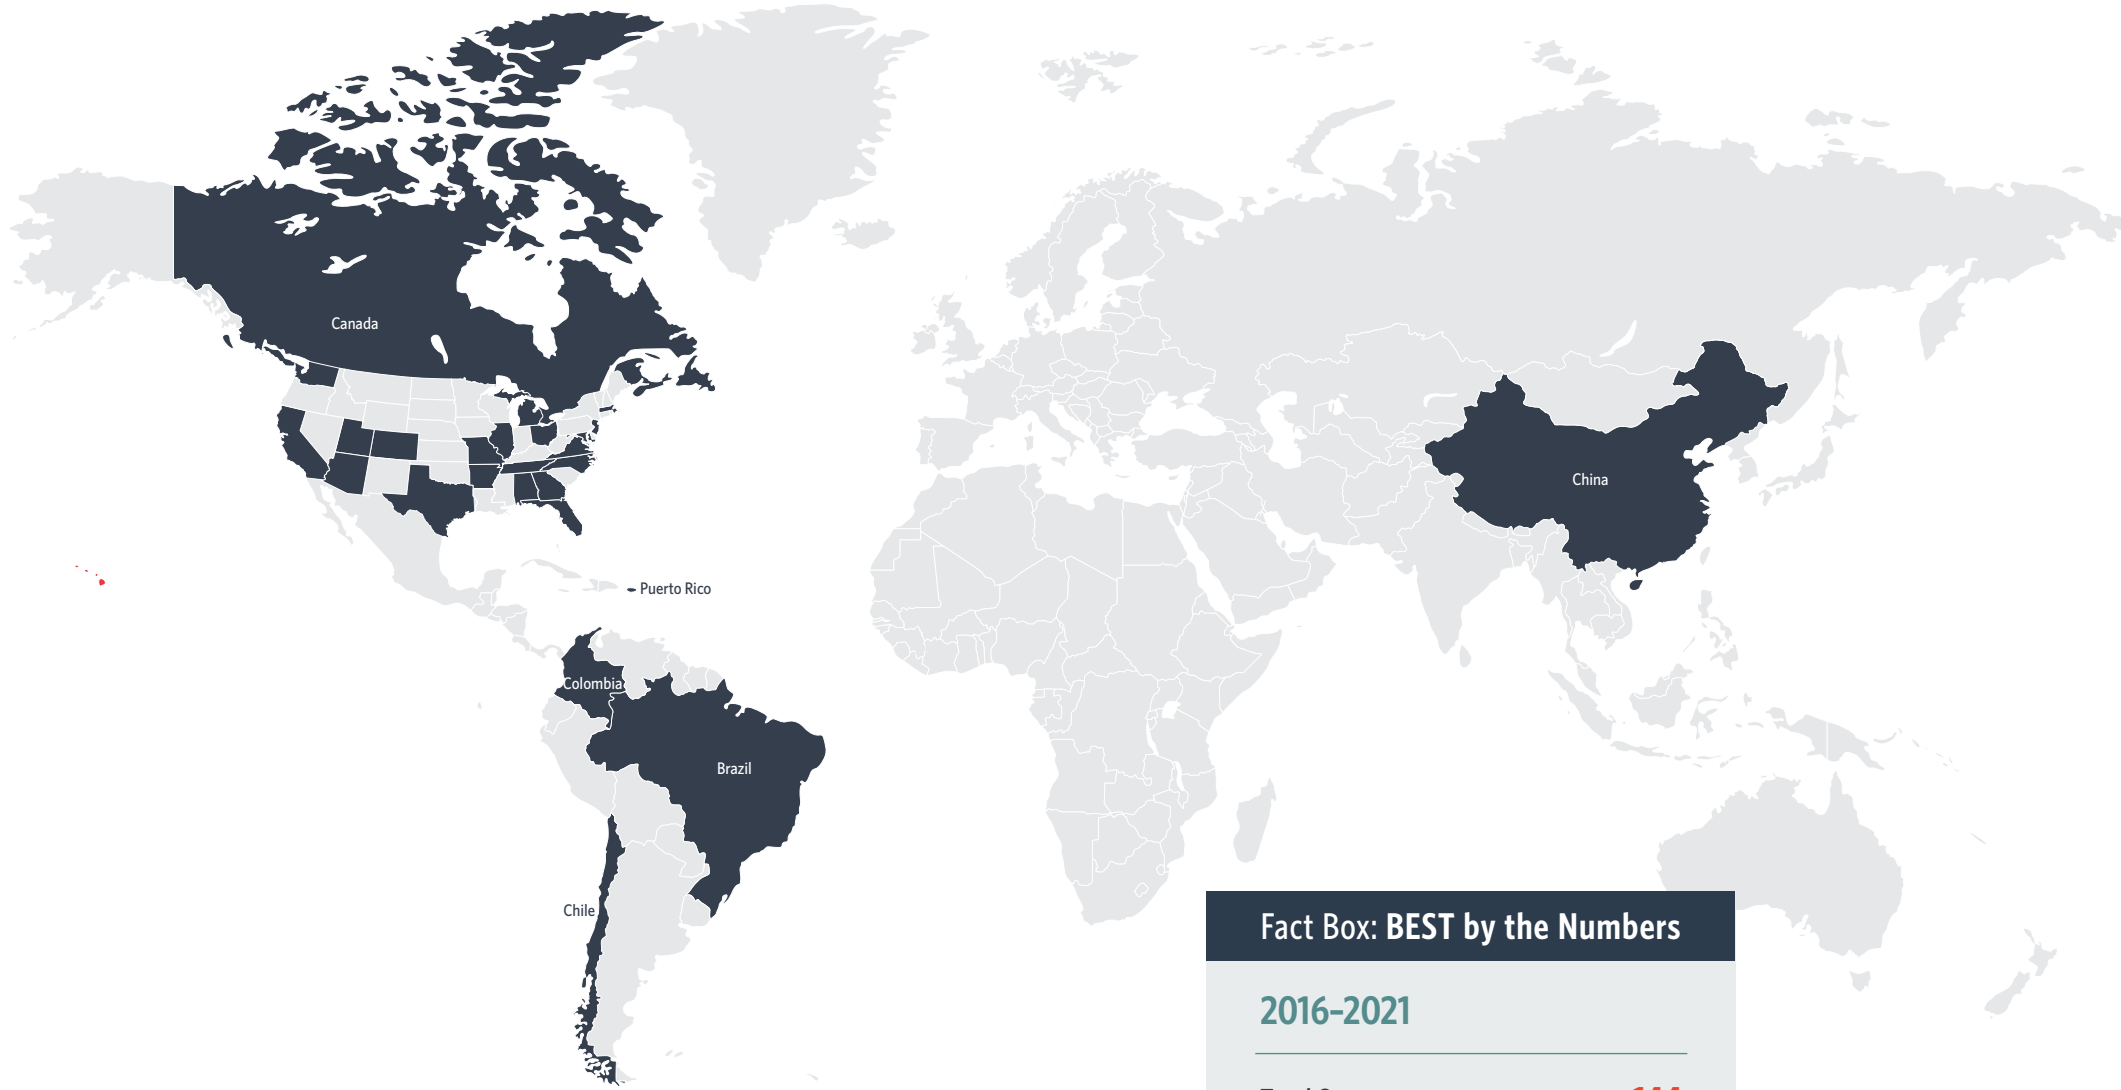 Canada
China
Puerto Rico
Colombia
Brazil
Chile
Fact Box: BEST by the Numbers
2016–2021